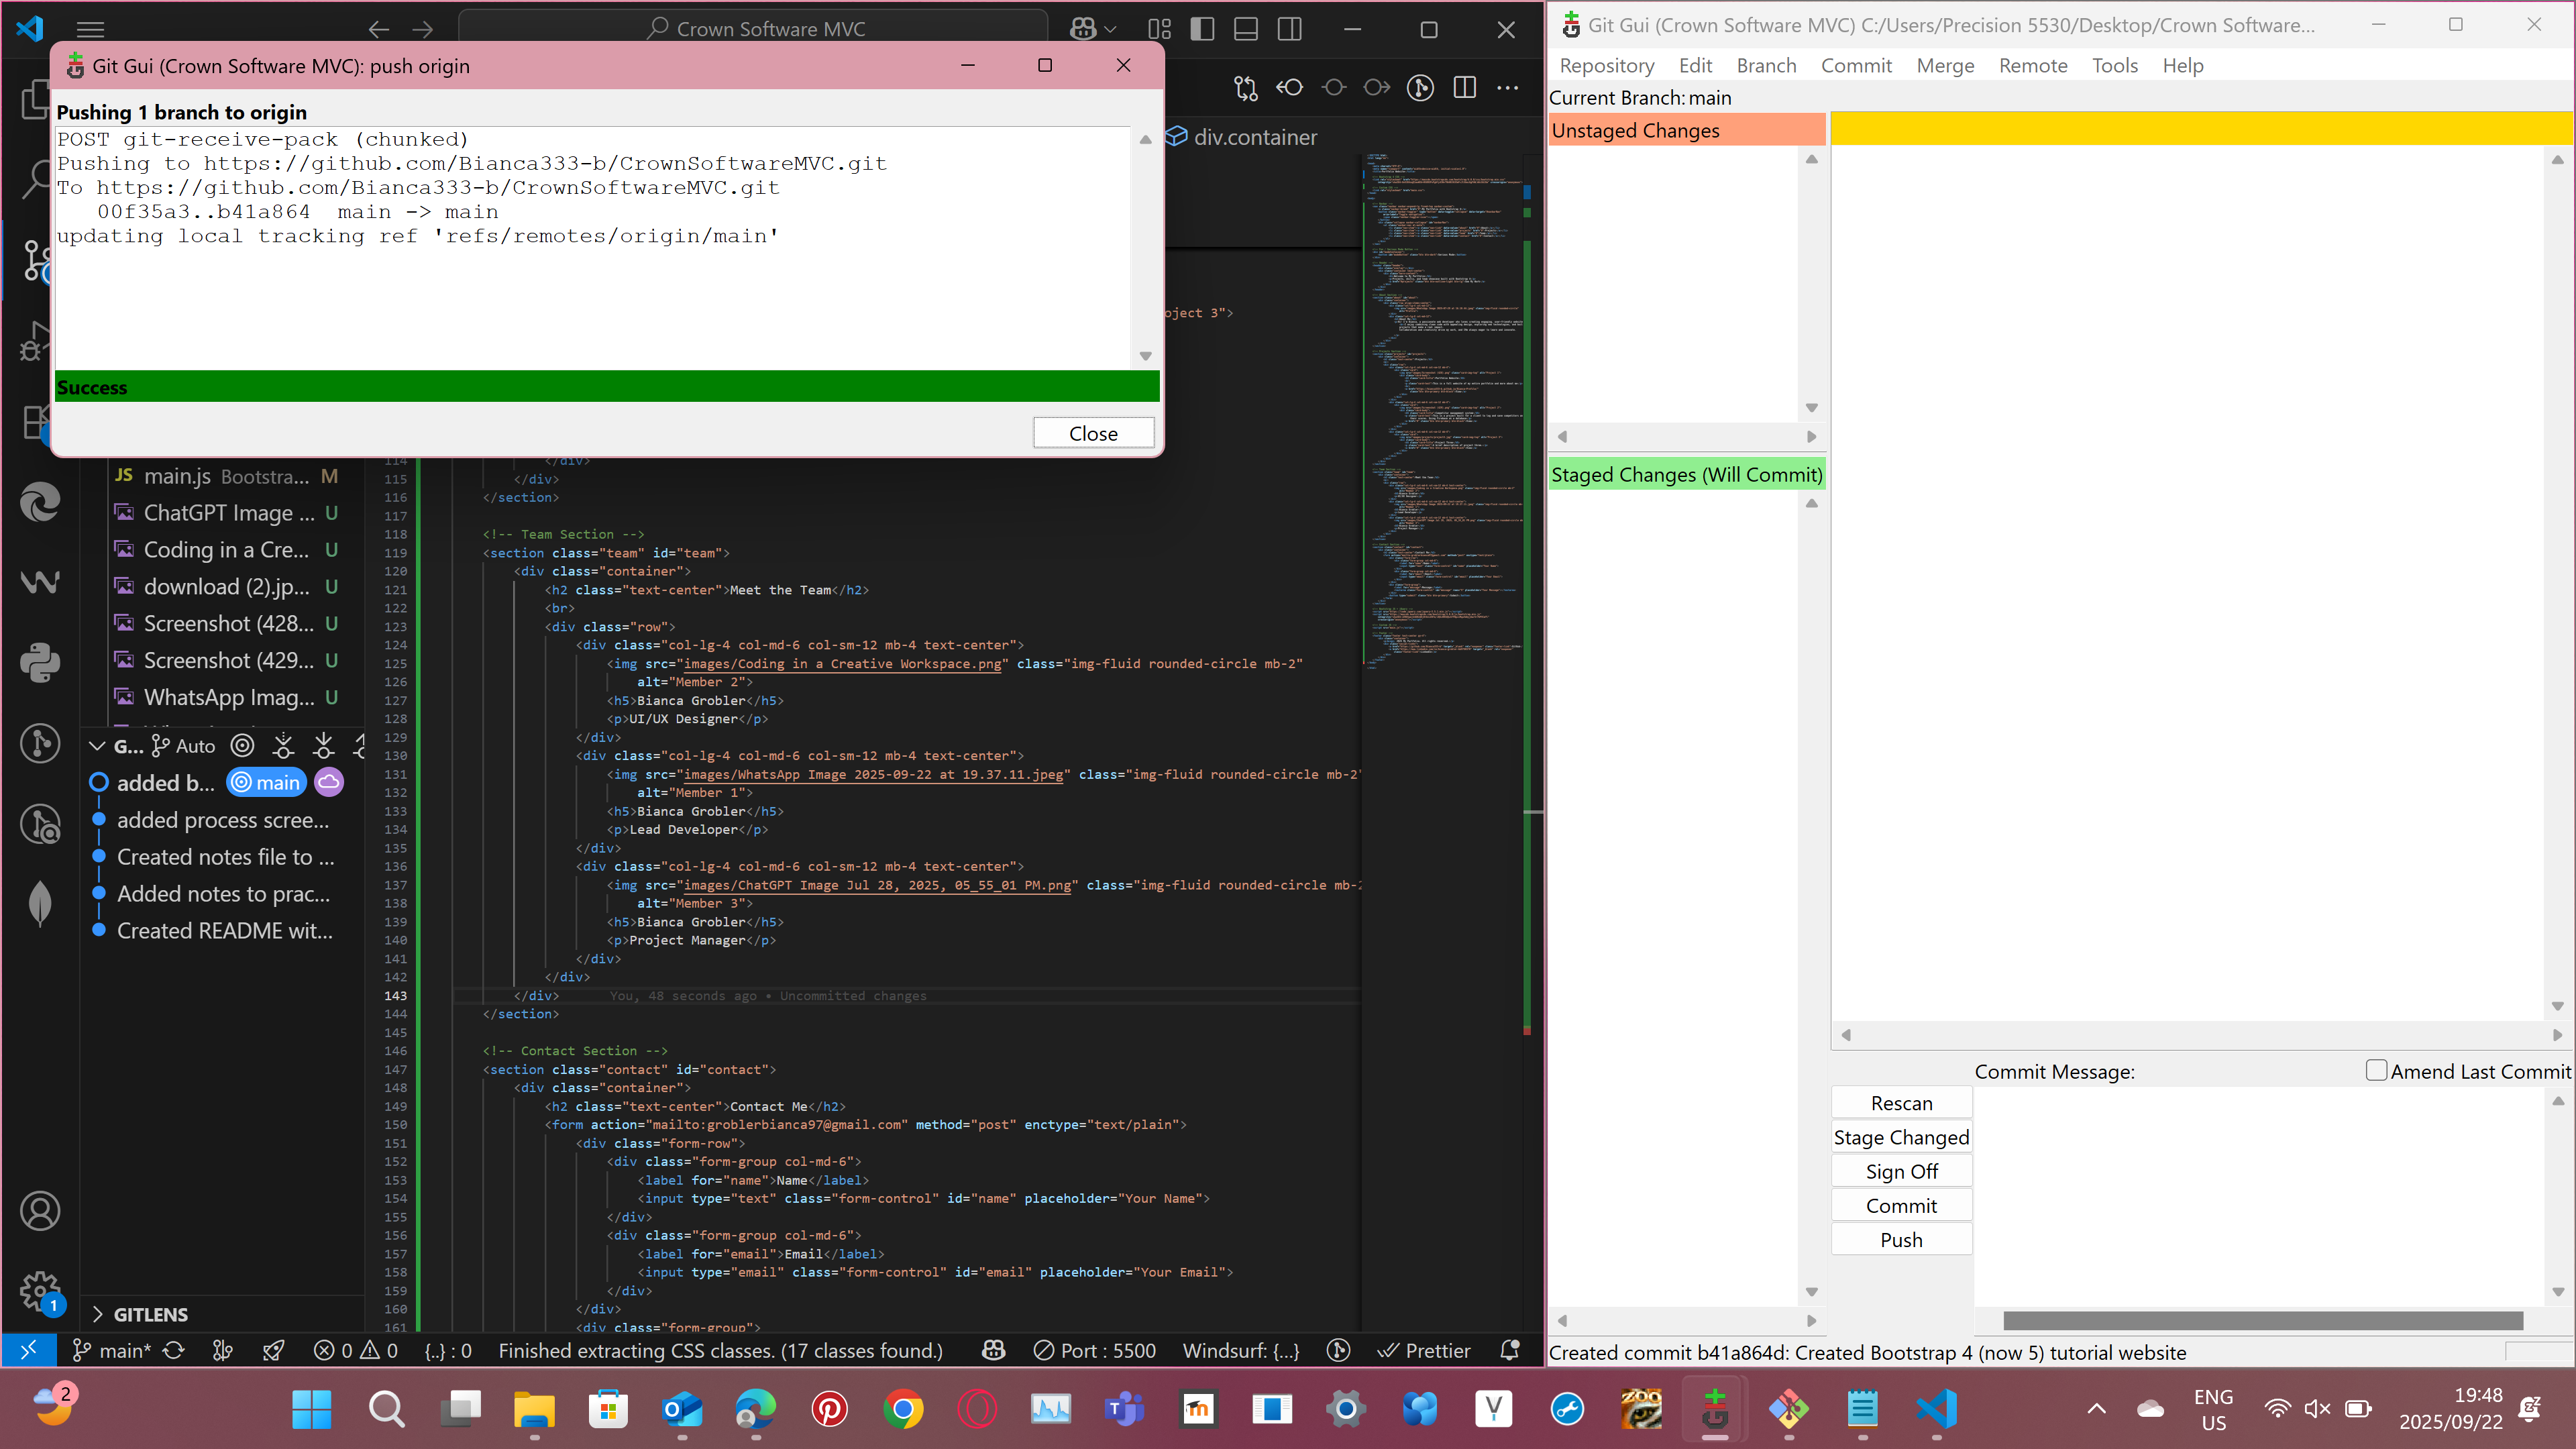 Crown Software MVC
Git Gui (Crown Software MVC): push origin
Pushing 1 branch to origin
POST git-receive-pack (chunked)
Pushing to https://github.com/Bianca333-b/CrownSoftwareMVC.git
To https://github.com/Bianca333-b/CrownSoftwareMVC.git
00f35a3..b41a864 main -> main
updating local tracking ref 'refs/remotes/origin/main'
Success
Close
div.container
oject 3">
JS main.js Bootstra... M
ChatGPT Image ... U
Coding in a Cre... U
download (2).jp... U
Screenshot (428... U
Screenshot (429... U
WhatsApp Imag... U
G... Auto
added b... main
added process scree...
Created notes file to ...
Added notes to prac...
Created README wit...
GITLENS
1
114 </div>
115 </div>
116 </section>
117
118 <!-- Team Section -->
119 <section class="team" id="team">
120 <div class="container">
121 <h2 class="text-center">Meet the Team</h2>
122 <br>
123 <div class="row">
124 <div class="col-lg-4 col-md-6 col-sm-12 mb-4 text-center">
125 <img src="images/Coding in a Creative Workspace.png" class="img-fluid rounded-circle mb-2"
126 alt="Member 2">
127 <h5>Bianca Grobler</h5>
128 <p>UI/UX Designer</p>
129 </div>
130 <div class="col-lg-4 col-md-6 col-sm-12 mb-4 text-center">
131 <img src="images/WhatsApp Image 2025-09-22 at 19.37.11.jpeg" class="img-fluid rounded-circle mb-2"
132 alt="Member 1">
133 <h5>Bianca Grobler</h5>
134 <p>Lead Developer</p>
135 </div>
136 <div class="col-lg-4 col-md-6 col-sm-12 mb-4 text-center">
137 <img src="images/ChatGPT Image Jul 28, 2025, 05_55_01 PM.png" class="img-fluid rounded-circle mb-2
138 alt="Member 3">
139 <h5>Bianca Grobler</h5>
140 <p>Project Manager</p>
141 </div>
142 </div>
143 </div> You, 48 seconds ago • Uncommitted changes
144 </section>
145
146 <!-- Contact Section -->
147 <section class="contact" id="contact">
148 <div class="container">
149 <h2 class="text-center">Contact Me</h2>
150 <form action="mailto:groblerbianca97@gmail.com" method="post" enctype="text/plain">
151 <div class="form-row">
152 <div class="form-group col-md-6">
153 <label for="name">Name</label>
154 <input type="text" class="form-control" id="name" placeholder="Your Name">
155 </div>
156 <div class="form-group col-md-6">
157 <label for="email">Email</label>
158 <input type="email" class="form-control" id="email" placeholder="Your Email">
159 </div>
160 </div>
161 <div class="form-group">
main* 0 0 {..} : 0 Finished extracting CSS classes. (17 classes found.) Port : 5500 Windsurf: {...} Prettier
Git Gui (Crown Software MVC) C:/Users/Precision 5530/Desktop/Crown Software...
Repository Edit Branch Commit Merge Remote Tools Help
Current Branch: main
Unstaged Changes
Staged Changes (Will Commit)
Commit Message:
Amend Last Commit
Rescan
Stage Changed
Sign Off
Commit
Push
Created commit b41a864d: Created Bootstrap 4 (now 5) tutorial website
2
ZOO
ENG
US
19:48
2025/09/22